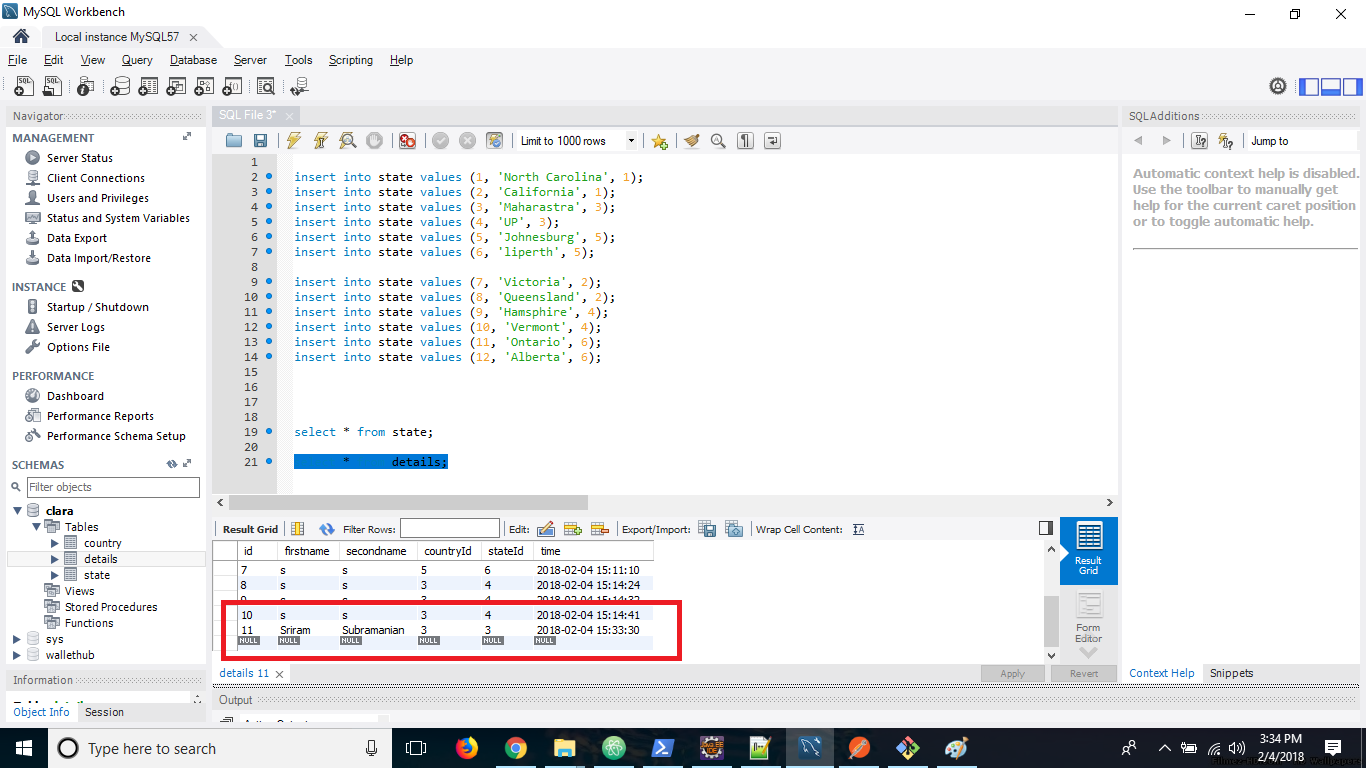 MySQL Workbench
Local instance MySQL57
File Edit View Query Database Server Tools Scripting Help
Navigator
MANAGEMENT
Server Status
Client Connections
Users and Privileges
Status and System Variables
Data Export
Data Import/Restore
INSTANCE
Startup / Shutdown
Server Logs
Options File
PERFORMANCE
Dashboard
Performance Reports
Performance Schema Setup
SCHEMAS
Filter objects
clara
Tables
country
details
state
Views
Stored Procedures
Functions
sys
wallethub
Information
Object Info Session
SQL File 3*
Limit to 1000 rows
1
2 insert into state values (1, 'North Carolina', 1);
3 insert into state values (2, 'California', 1);
4 insert into state values (3, 'Maharastra', 3);
5 insert into state values (4, 'UP', 3);
6 insert into state values (5, 'Johnesburg', 5);
7 insert into state values (6, 'liperth', 5);
8
9 insert into state values (7, 'Victoria', 2);
10 insert into state values (8, 'Queensland', 2);
11 insert into state values (9, 'Hamsphire', 4);
12 insert into state values (10, 'Vermont', 4);
13 insert into state values (11, 'Ontario', 6);
14 insert into state values (12, 'Alberta', 6);
15
16
17
18
19 select * from state;
20
21 * details;
Result Grid Filter Rows: Edit: Export/Import: Wrap Cell Content:
id firstname secondname countryId stateId time
7 s s 5 6 2018-02-04 15:11:10
8 s s 3 4 2018-02-04 15:14:24
9 s s 3 4 2018-02-04 15:14:32
10 s s 3 4 2018-02-04 15:14:41
11 Sriram Subramanian 3 3 2018-02-04 15:33:30
NULL NULL NULL NULL NULL NULL
Result
Grid
Form
Editor
details 11
Apply Revert
Output
SQLAdditions
Jump to
Automatic context help is disabled.
Use the toolbar to manually get
help for the current caret position
or to toggle automatic help.
Context Help Snippets
Type here to search
3:34 PM
2/4/2018